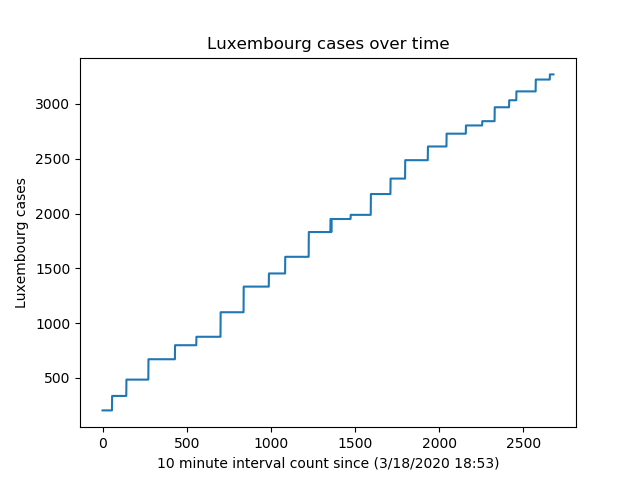 Luxembourg cases over time
3000
2500
2000
1500
1000
500
Luxembourg cases
0 500 1000 1500 2000 2500
10 minute interval count since (3/18/2020 18:53)